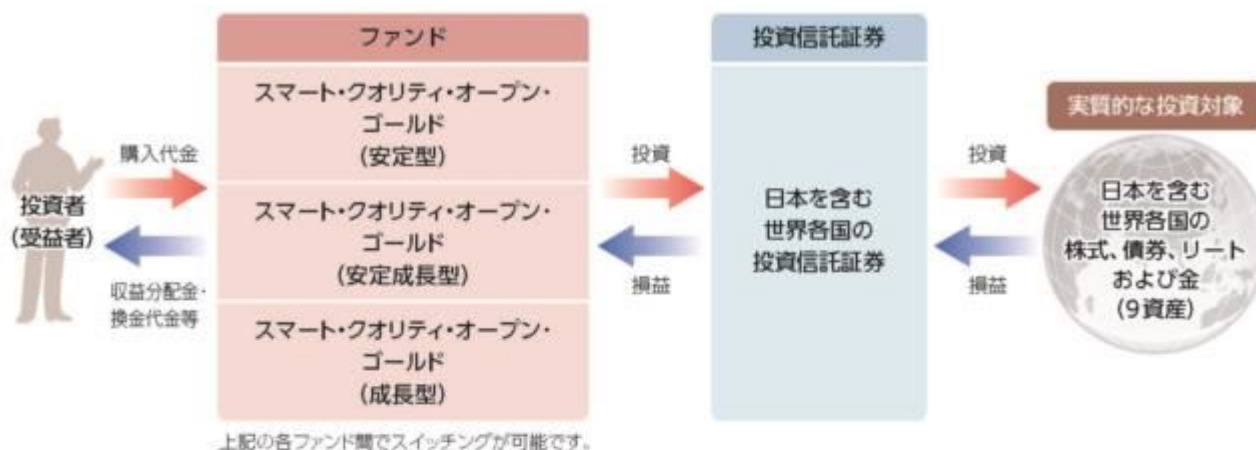 ファンド
スマート・クオリティ・オープン・
ゴールド
(安定型)
スマート・クオリティ・オープン・
ゴールド
(安定成長型)
スマート・クオリティ・オープン・
ゴールド
(成長型)
上記の各ファンド間でスイッチングが可能です。
投資者
(受益者)
購入代金
収益分配金・
換金代金等
投資
損益
投資信託証券
日本を含む
世界各国の
投資信託証券
投資
損益
実質的な投資対象
日本を含む
世界各国の
株式、債券、リート
および金
(9資産)